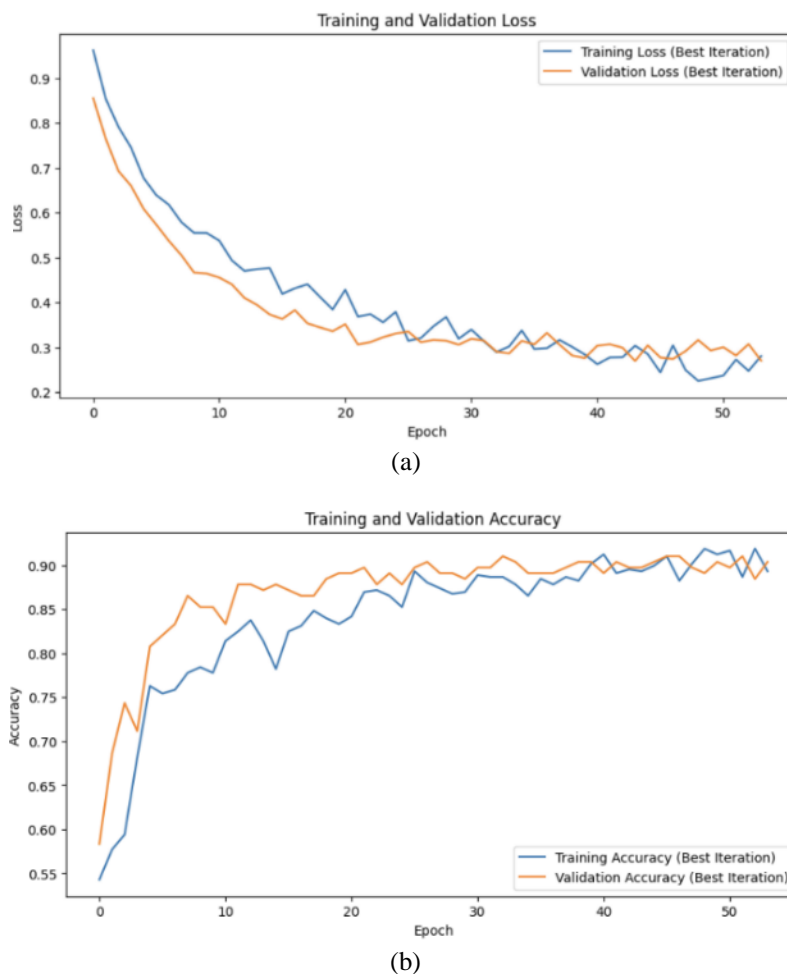 Training and Validation Loss
Training Loss (Best Iteration)
Validation Loss (Best Iteration)
0.9
0.8
0.7
0.6
0.5
0.4
0.3
0.2
Loss
0
10
20
30
40
50
Epoch
(a)
Training and Validation Accuracy
0.90
0.85
0.80
0.75
0.70
0.65
0.60
0.55
Accuracy
Training Accuracy (Best Iteration)
Validation Accuracy (Best Iteration)
0
10
20
30
40
50
Epoch
(b)